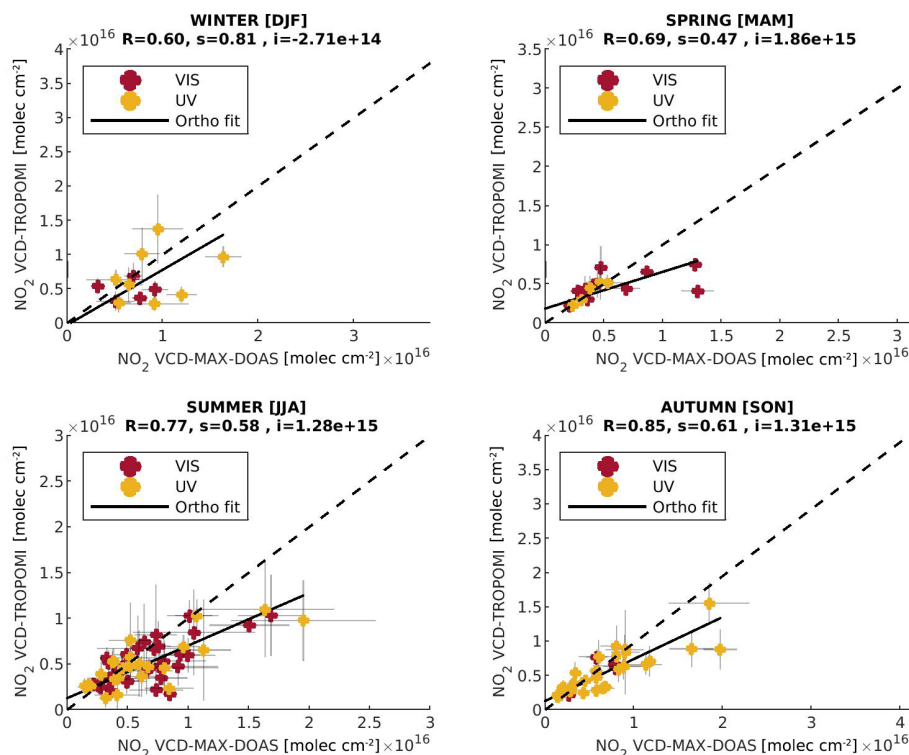 WINTER [DJF]
R=0.60, s=0.81 , i=-2.71e+14
×10^16
4
3.5
3
2.5
2
1.5
1
0.5
0
NO2 VCD-TROPOMI [molec cm-2]
VIS
UV
Ortho fit
0 1 2 3
NO2 VCD-MAX-DOAS [molec cm-2] ×10^16
SPRING [MAM]
R=0.69, s=0.47 , i=1.86e+15
×10^16
3.5
3
2.5
2
1.5
1
0.5
0
NO2 VCD-TROPOMI [molec cm-2]
VIS
UV
Ortho fit
0 0.5 1 1.5 2 2.5 3
NO2 VCD-MAX-DOAS [molec cm-2] ×10^16
SUMMER [JJA]
R=0.77, s=0.58 , i=1.28e+15
×10^16
3
2.5
2
1.5
1
0.5
0
NO2 VCD-TROPOMI [molec cm-2]
VIS
UV
Ortho fit
0 0.5 1 1.5 2 2.5 3
NO2 VCD-MAX-DOAS [molec cm-2] ×10^16
AUTUMN [SON]
R=0.85, s=0.61 , i=1.31e+15
×10^16
4
3.5
3
2.5
2
1.5
1
0.5
0
NO2 VCD-TROPOMI [molec cm-2]
VIS
UV
Ortho fit
0 1 2 3 4
NO2 VCD-MAX-DOAS [molec cm-2] ×10^16